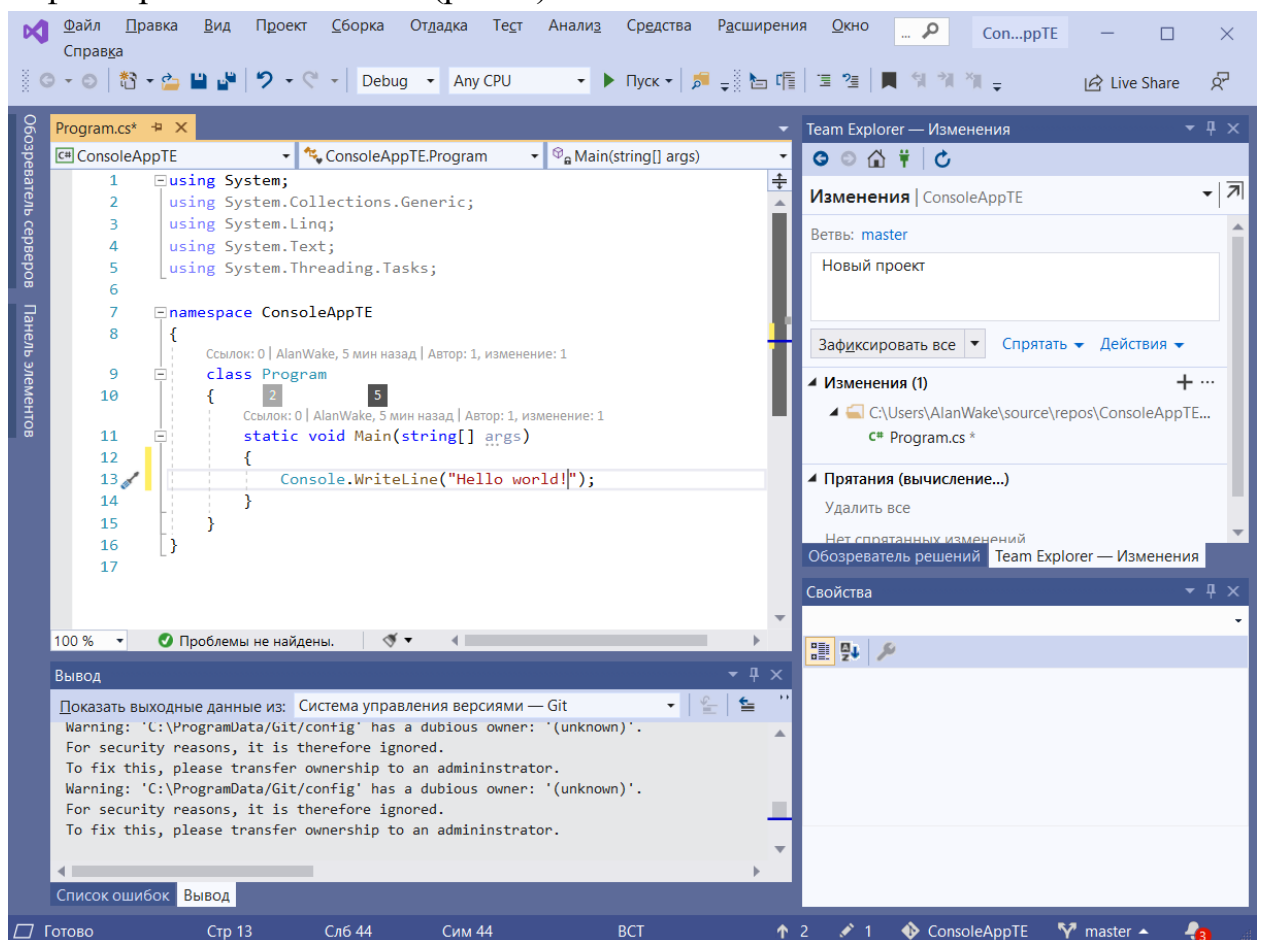 Файл Правка Вид Проект Сборка Отладка Тест Анализ Средства Расширения Окно ... Con...ppTE
Справка
Debug Any CPU Пуск Live Share
Обозреватель серверов
Панель элементов
Program.cs*
C# ConsoleAppTE ConsoleAppTE.Program Main(string[] args)
1 using System;
2 using System.Collections.Generic;
3 using System.Linq;
4 using System.Text;
5 using System.Threading.Tasks;
6
7 namespace ConsoleAppTE
8 {
Ссылок: 0 | AlanWake, 5 мин назад | Автор: 1, изменение: 1
9 class Program
10 { 2 5
Ссылок: 0 | AlanWake, 5 мин назад | Автор: 1, изменение: 1
11 static void Main(string[] args)
12 {
13 Console.WriteLine("Hello world!");
14 }
15 }
16 }
17
100 % Проблемы не найдены.
Вывод
Показать выходные данные из: Система управления версиями — Git
Warning: 'C:\ProgramData/Git/config' has a dubious owner: '(unknown)'.
For security reasons, it is therefore ignored.
To fix this, please transfer ownership to an admininstrator.
Warning: 'C:\ProgramData/Git/config' has a dubious owner: '(unknown)'.
For security reasons, it is therefore ignored.
To fix this, please transfer ownership to an admininstrator.
Список ошибок Вывод
Team Explorer — Изменения
Изменения | ConsoleAppTE
Ветвь: master
Новый проект
Зафиксировать все Спрятать Действия
Изменения (1)
C:\Users\AlanWake\source\repos\ConsoleAppTE...
C# Program.cs *
Прятания (вычисление...)
Удалить все
Нет спрятанных изменений
Обозреватель решений Team Explorer — Изменения
Свойства
Готово Стр 13 Слб 44 Сим 44 ВСТ 2 1 ConsoleAppTE master 3